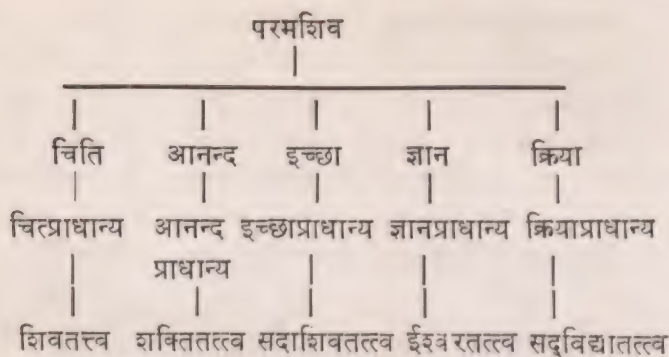 परमशिव
चिति आनन्द इच्छा ज्ञान क्रिया
चित्प्राधान्य आनन्द इच्छाप्राधान्य ज्ञानप्राधान्य क्रियाप्राधान्य
प्राधान्य
शिवतत्त्व शक्तितत्त्व सदाशिवतत्त्व ईश्वरतत्त्व सद्विद्यातत्त्व